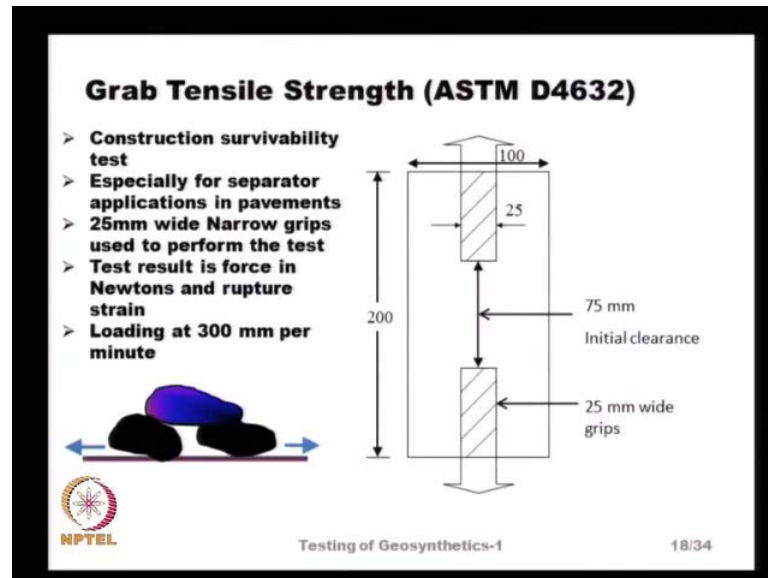 Grab Tensile Strength (ASTM D4632)
➢ Construction survivability
test
➢ Especially for separator
applications in pavements
➢ 25mm wide Narrow grips
used to perform the test
➢ Test result is force in
Newtons and rupture
strain
➢ Loading at 300 mm per
minute
100
25
200
75 mm
Initial clearance
25 mm wide
grips
NPTEL
Testing of Geosynthetics-1
18/34